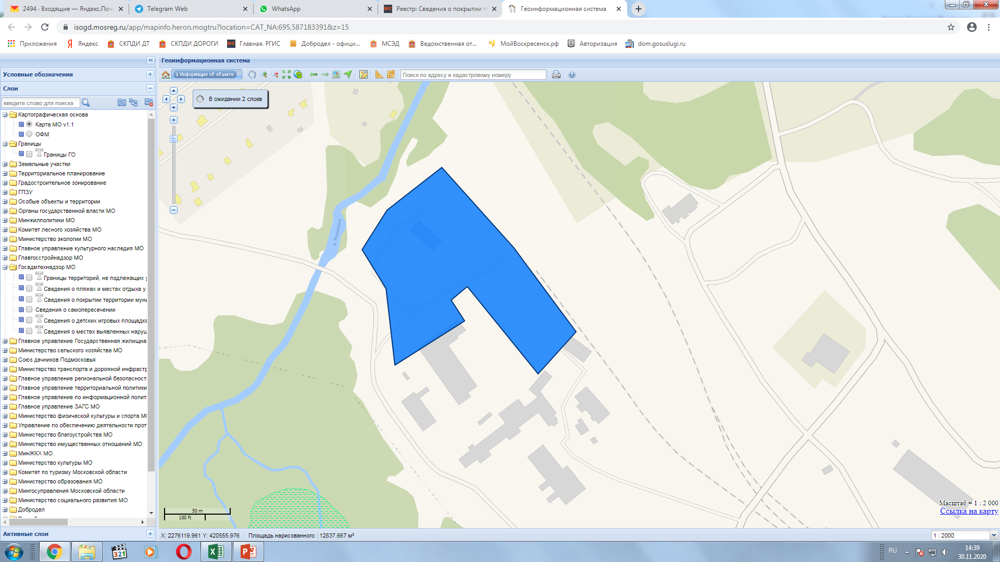 2494 · Входящие — Яндекс.Почт
Telegram Web
WhatsApp
Реестр: Сведения о покрытии те
Геоинформационная система
isogd.mosreg.ru/app/mapinfo.heron.mogtru?location=CAT_NA:695,587183391&z=15
Приложения
Яндекс
СКПДИ ДТ
СКПДИ ДОРОГИ
Главная. РГИС
Добродел - офици...
МСЭД
Ведомственная от...
МойВоскресенск.рф
Авторизация
dom.gosuslugi.ru
Геоинформационная система
Условные обозначения
Информация об объекте
Поиск по адресу и кадастровому номеру
Слои
введите слово для поиска
В ожидании 2 слоев
Картографическая основа
Карта МО v1.1
ОФМ
Границы
Границы ГО
Земельные участки
Территориальное планирование
Градостроительное зонирование
ГПЗУ
Особые объекты и территории
Органы государственной власти МО
Минжилполитики МО
Комитет лесного хозяйства МО
Министерство экологии МО
Главное управление культурного наследия МО
Главгосстройнадзор МО
Госадмтехнадзор МО
Границы территорий, не подлежащих у
Сведения о пляжах и местах отдыха у
Сведения о покрытии территории муни
Сведения о самопересечении
Сведения о детских игровых площадка
Сведения о местах выявленных наруш
Главное управление Государственная жилищная
Министерство сельского хозяйства МО
Союз дачников Подмосковья
Министерство транспорта и дорожной инфрастр
Главное управление региональной безопасност
Главное управление территориальной политики
Главное управление по информационной полит
Главное управление ЗАГС МО
Министерство физической культуры и спорта МО
Управление по обеспечению деятельности прот
Министерство благоустройства МО
Министерство имущественных отношений МО
МинЖКХ МО
Министерство культуры МО
Комитет по туризму Московской области
Министерство образования МО
Мингосуправления Московской области
Министерство социального развития МО
Добродел
Активные слои
р. Медведка
50 m
100 ft
Масштаб = 1 : 2 000
Ссылка на карту
X: 2276119.961 Y: 420555.976
Площадь нарисованного : 12837.667 м²
1 : 2000
321
RU
14:39
30.11.2020